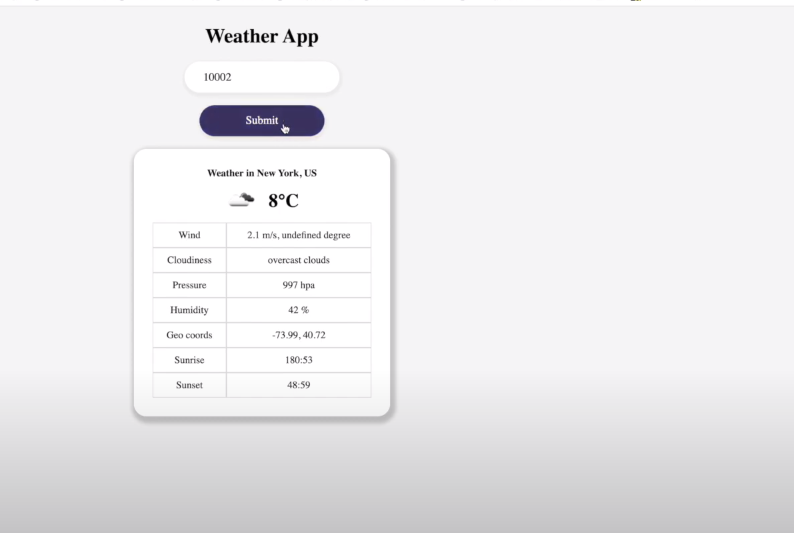 Weather App
10002
Submit
Weather in New York, US
8°C
Wind 2.1 m/s, undefined degree
Cloudiness overcast clouds
Pressure 997 hpa
Humidity 42 %
Geo coords -73.99, 40.72
Sunrise 180:53
Sunset 48:59